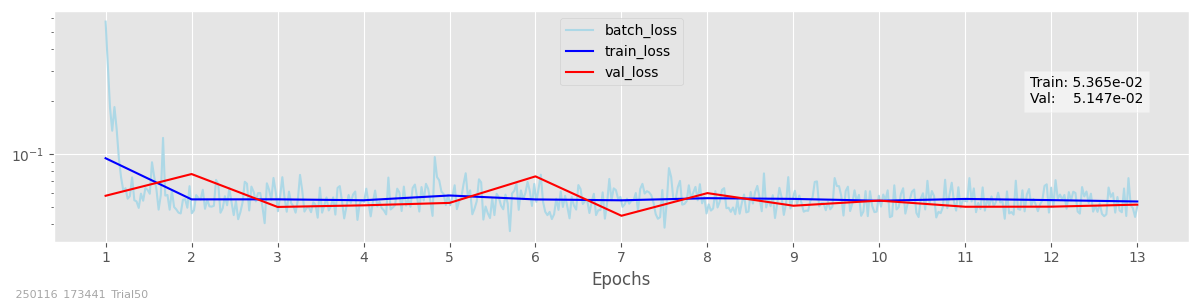 batch_loss
train_loss
val_loss
Train: 5.365e-02
Val: 5.147e-02
10⁻¹
1 2 3 4 5 6 7 8 9 10 11 12 13
Epochs
250116_173441_Trial50